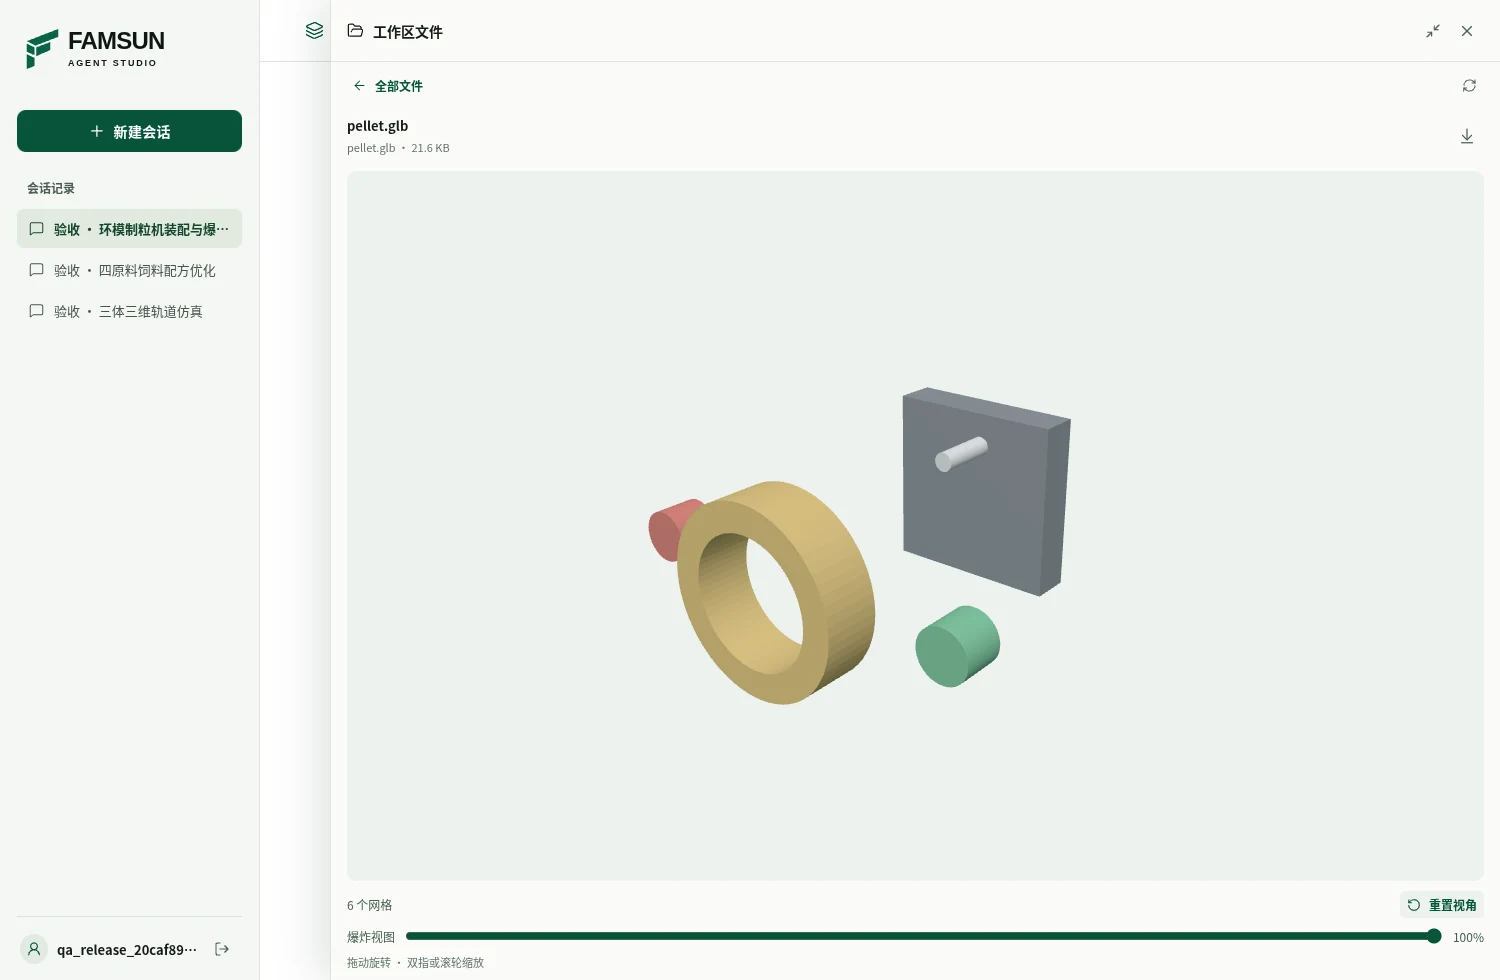 FAMSUN
AGENT STUDIO
新建会话
会话记录
验收 · 环模制粒机装配与爆…
验收 · 四原料饲料配方优化
验收 · 三体三维轨道仿真
qa_release_20caf89…
工作区文件
全部文件
pellet.glb
pellet.glb · 21.6 KB
6 个网格
重置视角
爆炸视图
100%
拖动旋转 · 双指或滚轮缩放